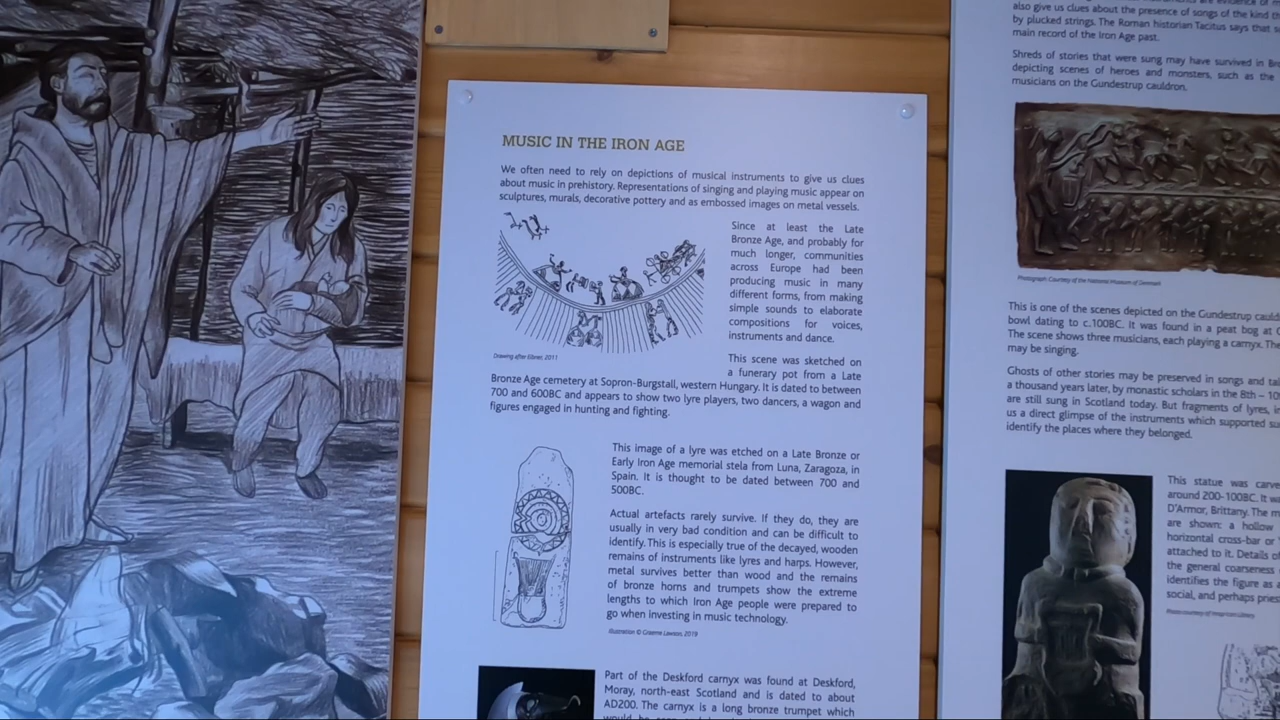 MUSIC IN THE IRON AGE
We often need to rely on depictions of musical instruments to give us clues
about music in prehistory. Representations of singing and playing music appear on
sculptures, murals, decorative pottery and as embossed images on metal vessels.
Since at least the Late
Bronze Age, and probably for
much longer, communities
across Europe had been
producing music in many
different forms, from making
simple sounds to elaborate
compositions for voices,
instruments and dance.
Drawing after Eibner, 2011
This scene was sketched on
a funerary pot from a Late
Bronze Age cemetery at Sopron-Burgstall, western Hungary. It is dated to between
700 and 600BC and appears to show two lyre players, two dancers, a wagon and
figures engaged in hunting and fighting.
This image of a lyre was etched on a Late Bronze or
Early Iron Age memorial stela from Luna, Zaragoza, in
Spain. It is thought to be dated between 700 and
500BC.
Actual artefacts rarely survive. If they do, they are
usually in very bad condition and can be difficult to
identify. This is especially true of the decayed, wooden
remains of instruments like lyres and harps. However,
metal survives better than wood and the remains
of bronze horns and trumpets show the extreme
lengths to which Iron Age people were prepared to
go when investing in music technology.
Illustration © Graeme Lawson, 2019
Part of the Deskford carnyx was found at Deskford,
Moray, north-east Scotland and is dated to about
AD200. The carnyx is a long bronze trumpet which
also give us clues about the presence of songs of the kind
by plucked strings. The Roman historian Tacitus says that
main record of the Iron Age past.
Shreds of stories that were sung may have survived in
depicting scenes of heroes and monsters, such as the
musicians on the Gundestrup cauldron.
Photograph: Courtesy of the National Museum of Denmark
This is one of the scenes depicted on the Gundestrup
bowl dating to c.100BC. It was found in a peat bog at
The scene shows three musicians, each playing a carnyx. The
may be singing.
Ghosts of other stories may be preserved in songs and
a thousand years later, by monastic scholars in the 8th –
are still sung in Scotland today. But fragments of lyres,
us a direct glimpse of the instruments which supported
identify the places where they belonged.
This statue was
around 200-100BC. It
D'Armor, Brittany. The
are shown: a hollow
horizontal cross-bar or
attached to it. Details of
the general coarseness
identifies the figure as
social, and perhaps